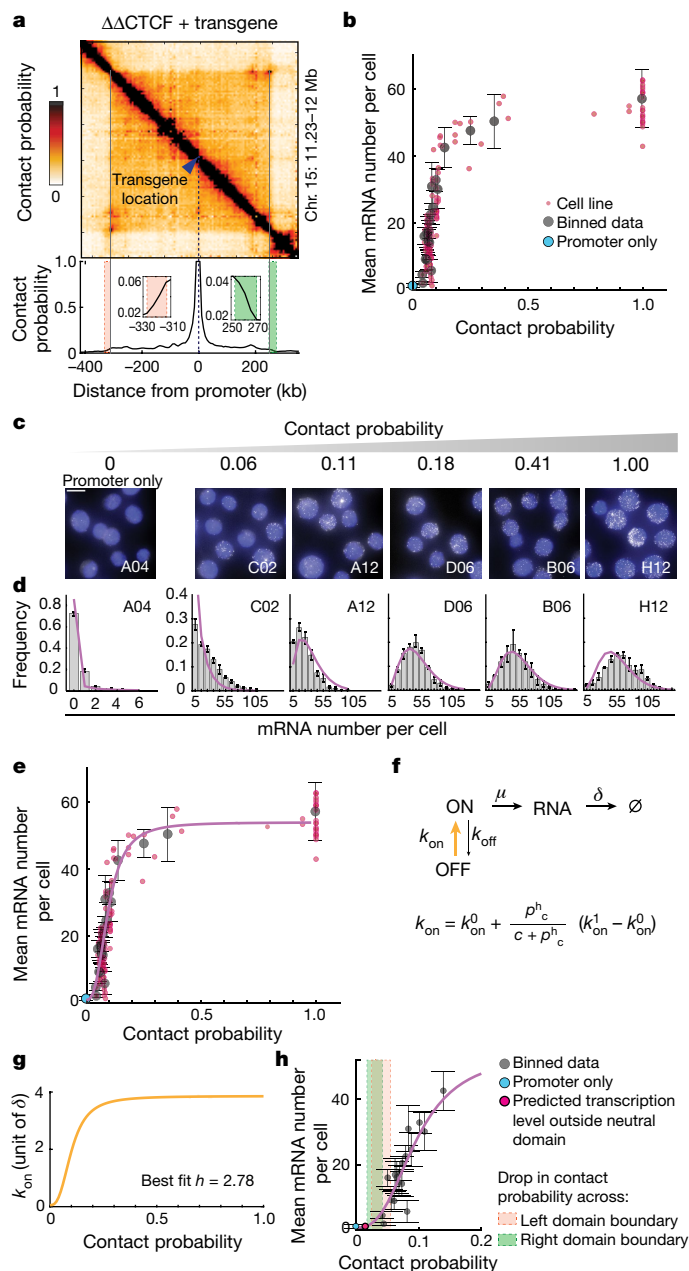 a
ΔΔCTCF + transgene
Contact probability
1
0
Transgene
location
Chr. 15: 11.23–12 Mb
Contact
probability
1.0
0.5
0
0.06
0.02
−330 −310
0.04
0.02
250 270
−400 −200 0 200
Distance from promoter (kb)
b
Mean mRNA number per cell
60
40
20
0
Cell line
Binned data
Promoter only
0 0.5 1.0
Contact probability
c
Contact probability
0 0.06 0.11 0.18 0.41 1.00
Promoter only
A04 C02 A12 D06 B06 H12
d
Frequency
0.8
0.6
0.4
0.2
0
A04
0 2 4 6
0.4
0.3
0.2
0.1
0
C02
5 55 105
A12
5 55 105
D06
5 55 105
B06
5 55 105
H12
5 55 105
mRNA number per cell
e
Mean mRNA number
per cell
60
40
20
0
0 0.5 1.0
Contact probability
f
ON μ RNA δ ∅
k_on k_off
OFF
k_on = k_on^0 + p_c^h / (c + p_c^h) (k_on^1 − k_on^0)
g
k_on (unit of δ)
4
2
0
Best fit h = 2.78
0 0.5 1.0
Contact probability
h
Mean mRNA number
per cell
40
20
0
0 0.1 0.2
Contact probability
Binned data
Promoter only
Predicted transcription
level outside neutral
domain
Drop in contact
probability across:
Left domain boundary
Right domain boundary